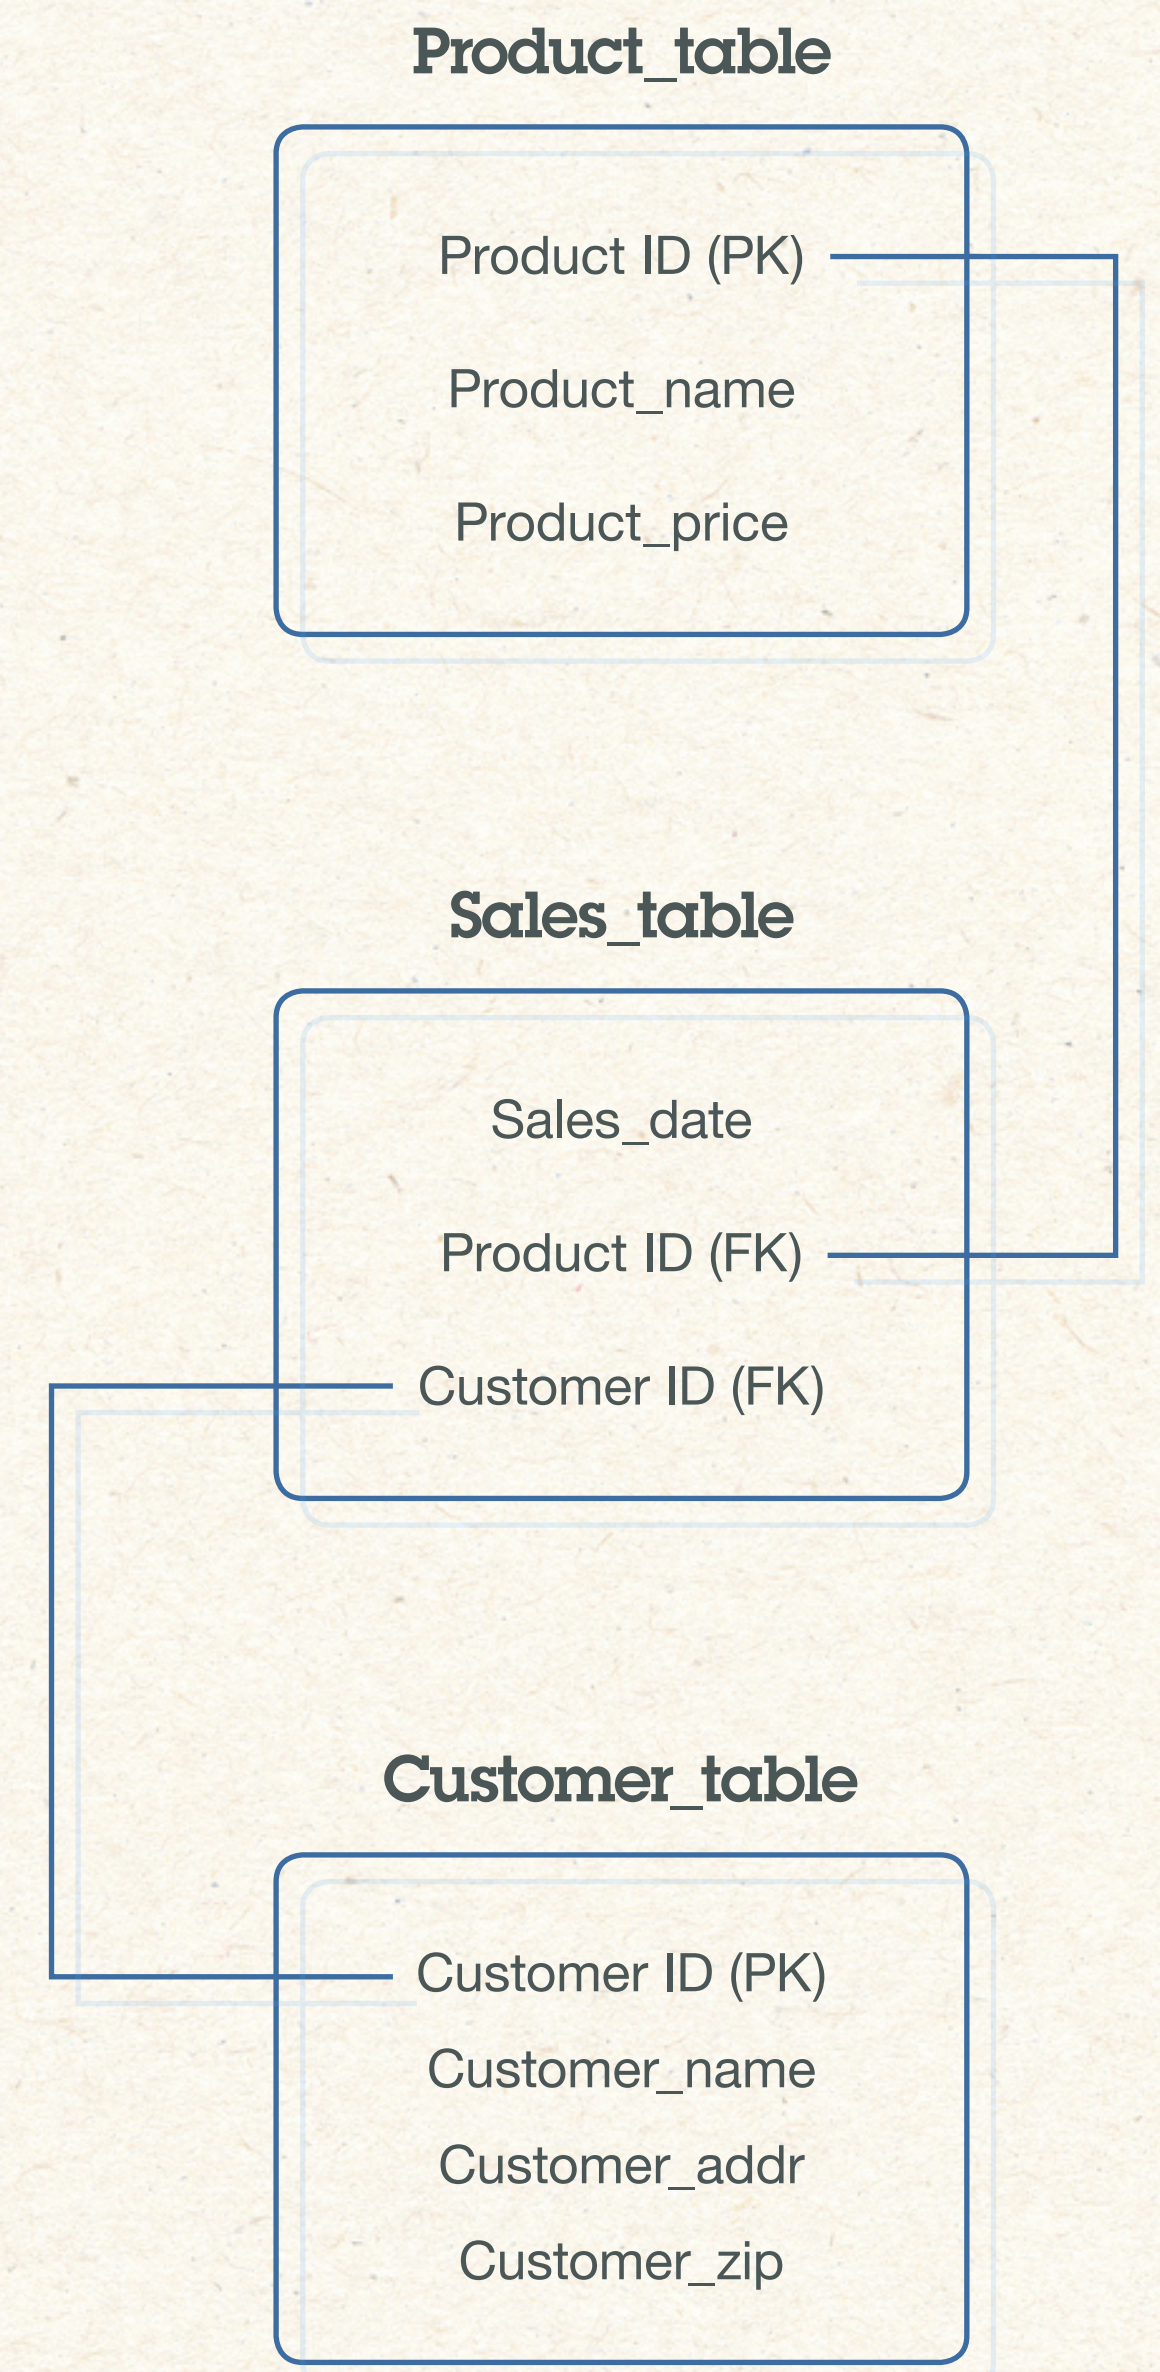 Product_table
Product ID (PK)
Product_name
Product_price
Sales_table
Sales_date
Product ID (FK)
Customer ID (FK)
Customer_table
Customer ID (PK)
Customer_name
Customer_addr
Customer_zip